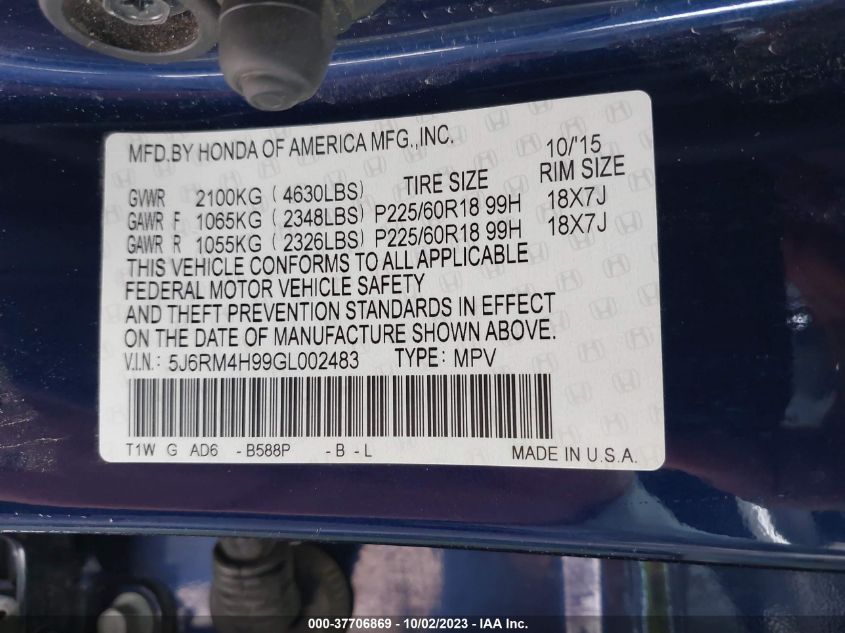 MFD.BY HONDA OF AMERICA MFG.,INC. 10/'15
TIRE SIZE RIM SIZE
GVWR 2100KG ( 4630LBS)
GAWR F 1065KG ( 2348LBS) P225/60R18 99H 18X7J
GAWR R 1055KG ( 2326LBS) P225/60R18 99H 18X7J
THIS VEHICLE CONFORMS TO ALL APPLICABLE
FEDERAL MOTOR VEHICLE SAFETY
AND THEFT PREVENTION STANDARDS IN EFFECT
ON THE DATE OF MANUFACTURE SHOWN ABOVE.
V.I.N.: 5J6RM4H99GL002483 TYPE: MPV
T1W G AD6 -B588P -B -L MADE IN U.S.A.
000-37706869 - 10/02/2023 - IAA Inc.